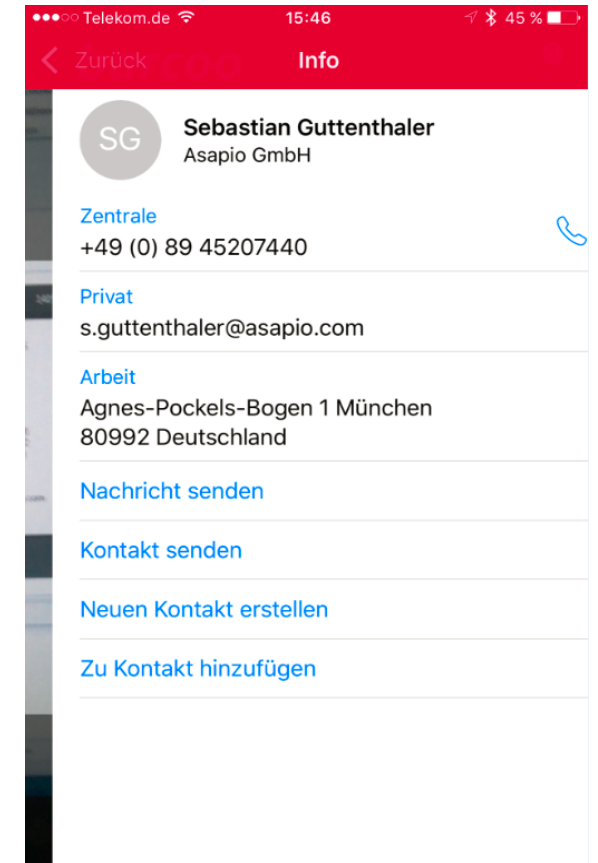 Telekom.de 15:46 45 %
Zurück Info
SG
Sebastian Guttenthaler
Asapio GmbH
Zentrale
+49 (0) 89 45207440
Privat
s.guttenthaler@asapio.com
Arbeit
Agnes-Pockels-Bogen 1 München
80992 Deutschland
Nachricht senden
Kontakt senden
Neuen Kontakt erstellen
Zu Kontakt hinzufügen